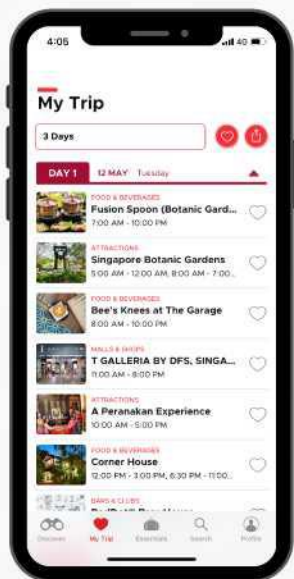 4:05
4G
My Trip
3 Days
DAY 1 12 MAY Tuesday
FOOD & BEVERAGES
Fusion Spoon (Botanic Gard...
7:00 AM - 10:00 PM
ATTRACTIONS
Singapore Botanic Gardens
5:00 AM - 12:00 AM, 8:00 AM - 7:00...
FOOD & BEVERAGES
Bee's Knees at The Garage
8:00 AM - 10:00 PM
MALLS & SHOPS
T GALLERIA BY DFS, SINGA...
11:00 AM - 8:00 PM
ATTRACTIONS
A Peranakan Experience
10:00 AM - 5:00 PM
FOOD & BEVERAGES
Corner House
12:00 PM - 3:00 PM, 6:30 PM - 11:00...
BARS & CLUBS
Discover My Trip Essentials Search Profile